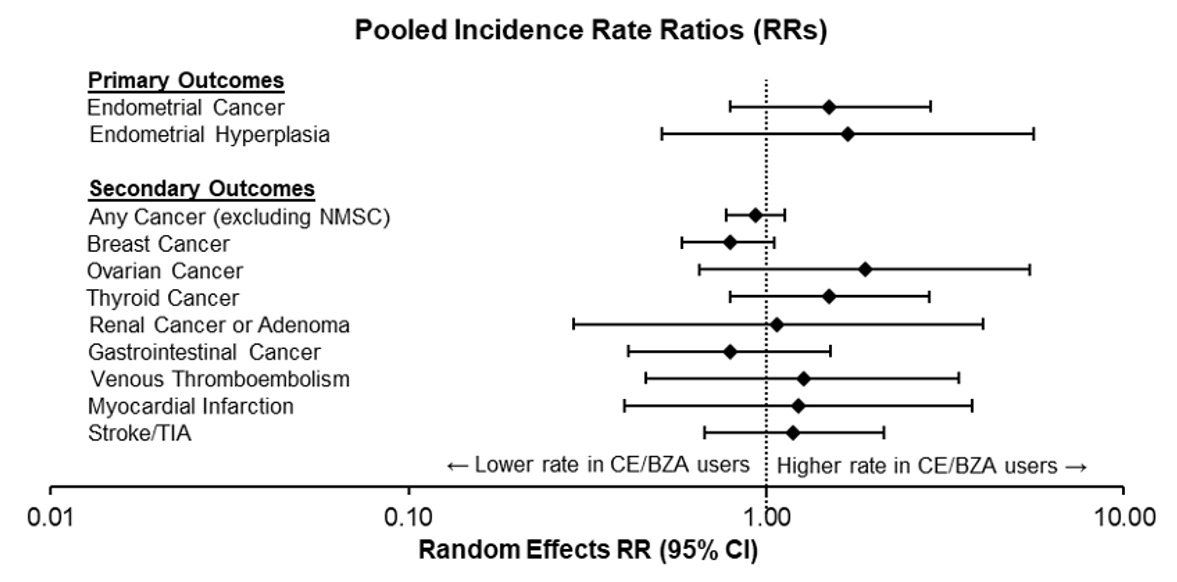 Pooled Incidence Rate Ratios (RRs)
Primary Outcomes
Endometrial Cancer
Endometrial Hyperplasia
Secondary Outcomes
Any Cancer (excluding NMSC)
Breast Cancer
Ovarian Cancer
Thyroid Cancer
Renal Cancer or Adenoma
Gastrointestinal Cancer
Venous Thromboembolism
Myocardial Infarction
Stroke/TIA
← Lower rate in CE/BZA users Higher rate in CE/BZA users →
0.01 0.10 1.00 10.00
Random Effects RR (95% CI)